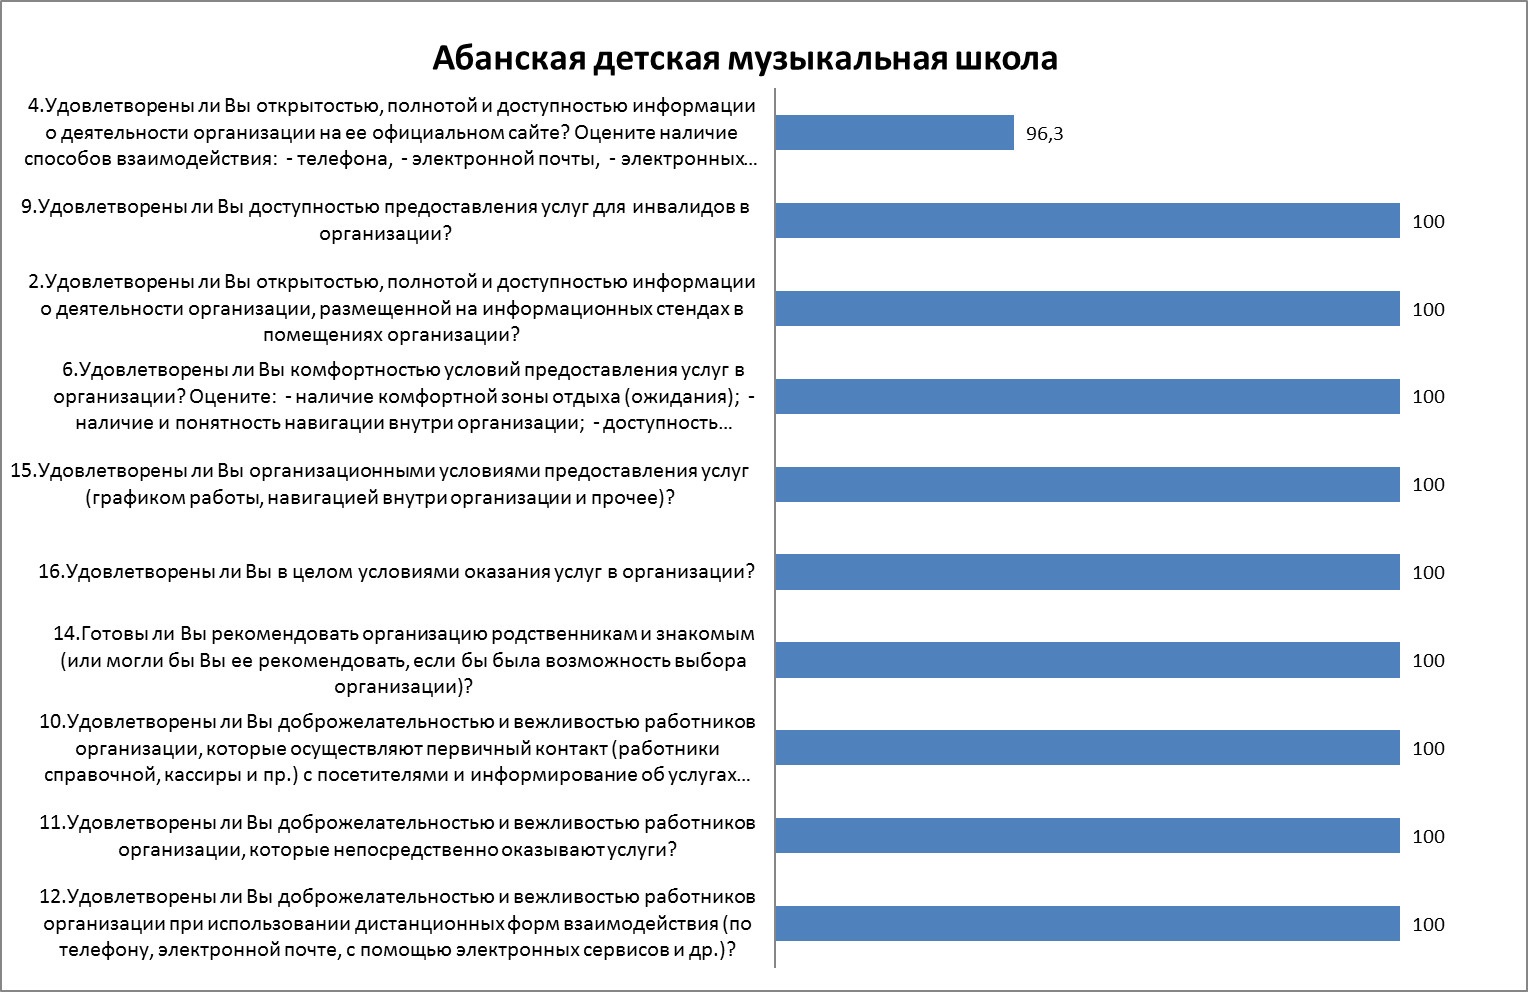 Абанская детская музыкальная школа
4.Удовлетворены ли Вы открытостью, полнотой и доступностью информации
о деятельности организации на ее официальном сайте? Оцените наличие
способов взаимодействия:  - телефона,  - электронной почты,  - электронных...
96,3
9.Удовлетворены ли Вы доступностью предоставления услуг для инвалидов в
организации?
100
2.Удовлетворены ли Вы открытостью, полнотой и доступностью информации
о деятельности организации, размещенной на информационных стендах в
помещениях организации?
100
6.Удовлетворены ли Вы комфортностью условий предоставления услуг в
организации? Оцените:  - наличие комфортной зоны отдыха (ожидания);  -
наличие и понятность навигации внутри организации;  - доступность...
100
15.Удовлетворены ли Вы организационными условиями предоставления услуг
(графиком работы, навигацией внутри организации и прочее)?
100
16.Удовлетворены ли Вы в целом условиями оказания услуг в организации?
100
14.Готовы ли Вы рекомендовать организацию родственникам и знакомым
(или могли бы Вы ее рекомендовать, если бы была возможность выбора
организации)?
100
10.Удовлетворены ли Вы доброжелательностью и вежливостью работников
организации, которые осуществляют первичный контакт (работники
справочной, кассиры и пр.) с посетителями и информирование об услугах...
100
11.Удовлетворены ли Вы доброжелательностью и вежливостью работников
организации, которые непосредственно оказывают услуги?
100
12.Удовлетворены ли Вы доброжелательностью и вежливостью работников
организации при использовании дистанционных форм взаимодействия (по
телефону, электронной почте, с помощью электронных сервисов и др.)?
100